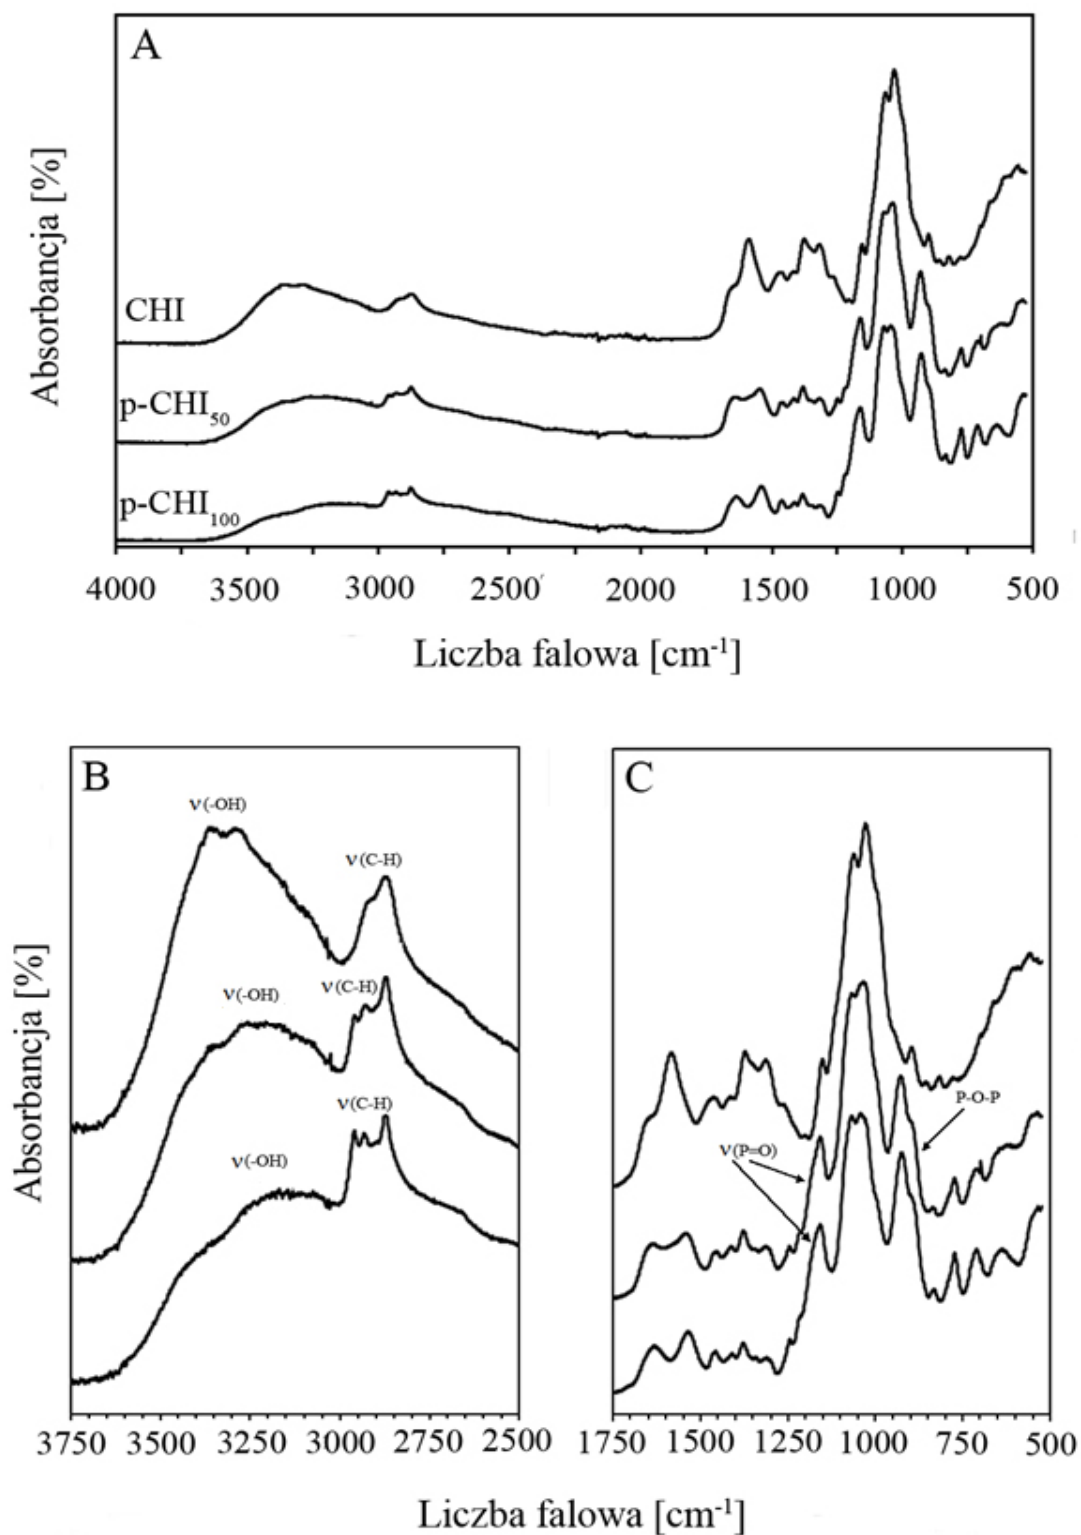 A
Absorbancja [%]
CHI
p-CHI50
p-CHI100
4000 3500 3000 2500 2000 1500 1000 500
Liczba falowa [cm-1]
B
ν(-OH)
ν(C-H)
ν(-OH)
ν(C-H)
ν(-OH)
ν(C-H)
Absorbancja [%]
3750 3500 3250 3000 2750 2500
C
P-O-P
ν(P=O)
1750 1500 1250 1000 750 500
Liczba falowa [cm-1]